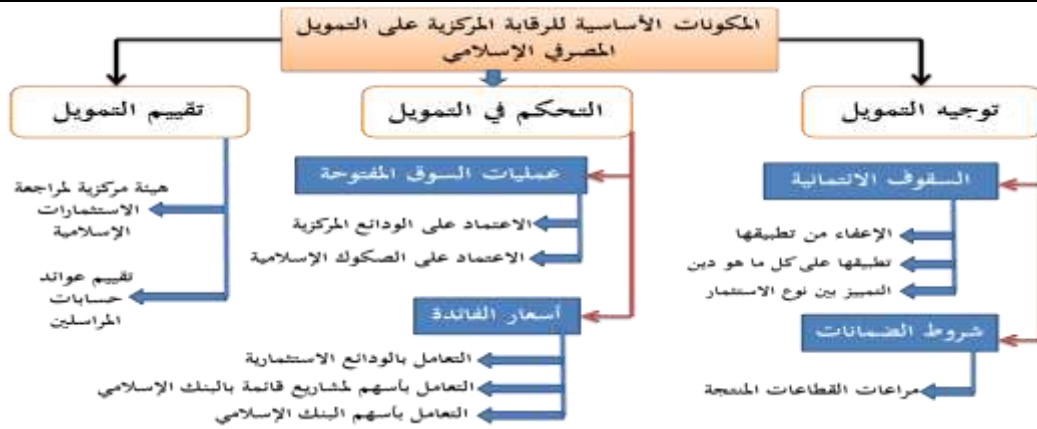 المكونات الأساسية للرقابة المركزية على التمويل
المصرفي الإسلامي
توجيه التمويل
السقوف الائتمانية
الإعفاء من تطبيقها
تطبيقها على كل ما هو دين
التمييز بين نوع الاستثمار
شروط الضمانات
مراعات القطاعات المنتجة
التحكم في التمويل
عمليات السوق المفتوحة
الاعتماد على الودائع المركزية
الاعتماد على الصكوك الإسلامية
أسعار الفائدة
التعامل بالودائع الاستثمارية
التعامل بأسهم لمشاريع قائمة بالبنك الإسلامي
التعامل بأسهم البنك الإسلامي
تقييم التمويل
هيئة مركزية لمراجعة
الاستثمارات
الإسلامية
تقييم عوائد
حسابات
المراسلين